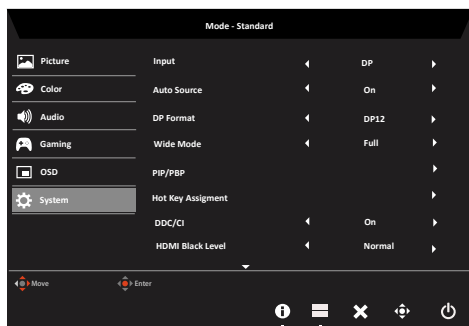 Mode - Standard
Picture
Input DP
Color
Auto Source On
Audio
DP Format DP12
Gaming
Wide Mode Full
OSD
PIP/PBP
System
Hot Key Assigment
DDC/CI On
HDMI Black Level Normal
Move Enter